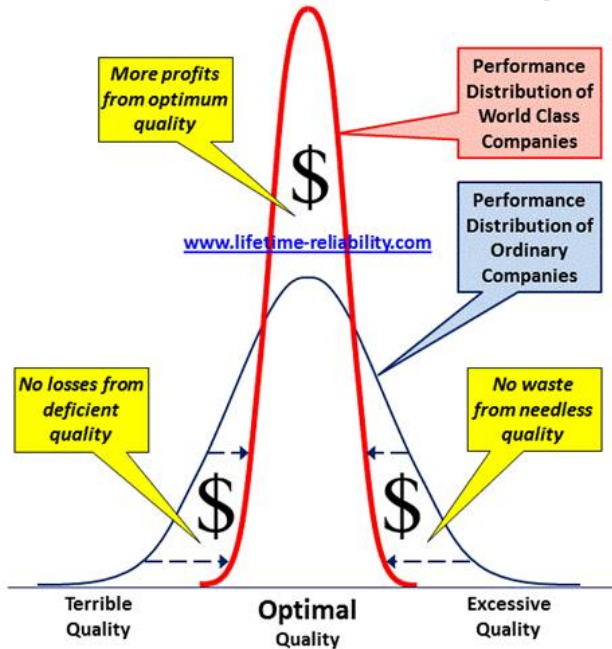 More profits
from optimum
quality
Performance
Distribution of
World Class
Companies
$
www.lifetime-reliability.com
Performance
Distribution of
Ordinary
Companies
No losses from
deficient
quality
No waste
from needless
quality
$
$
Terrible
Quality
Optimal
Quality
Excessive
Quality